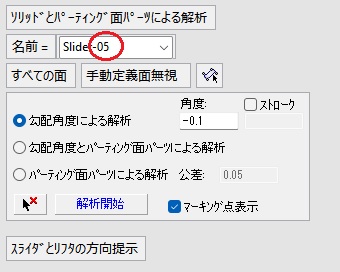 ソリッドとパーティング面パーツによる解析
名前 = Slider-05
すべての面 手動定義面無視
角度: ストローク
勾配角度による解析 -0.1
勾配角度とパーティング面パーツによる解析
パーティング面パーツによる解析 公差: 0.05
解析開始 マーキング点表示
スライダとリフタの方向提示